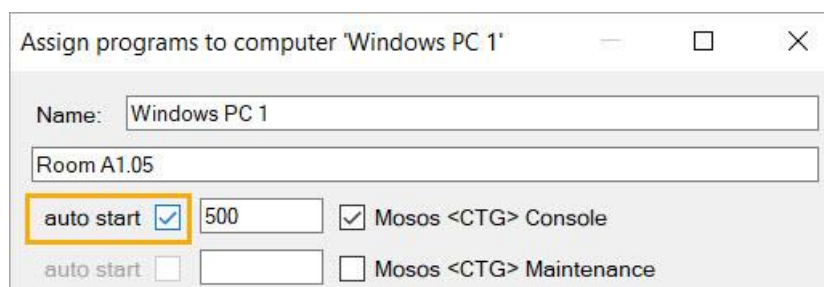 Assign programs to computer 'Windows PC 1'
Name: Windows PC 1
Room A1.05
auto start 500 Mosos <CTG> Console
auto start Mosos <CTG> Maintenance